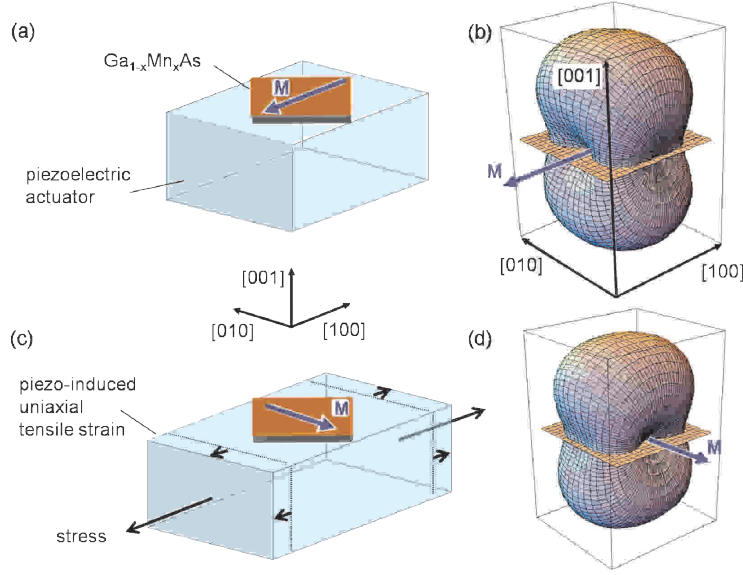 (a)
Ga₁₋ₓMnₓAs
M
piezoelectric
actuator
(b)
[001]
M
[010]
[100]
[001]
[010]
[100]
(c)
piezo-induced
uniaxial
tensile strain
M
stress
(d)
M